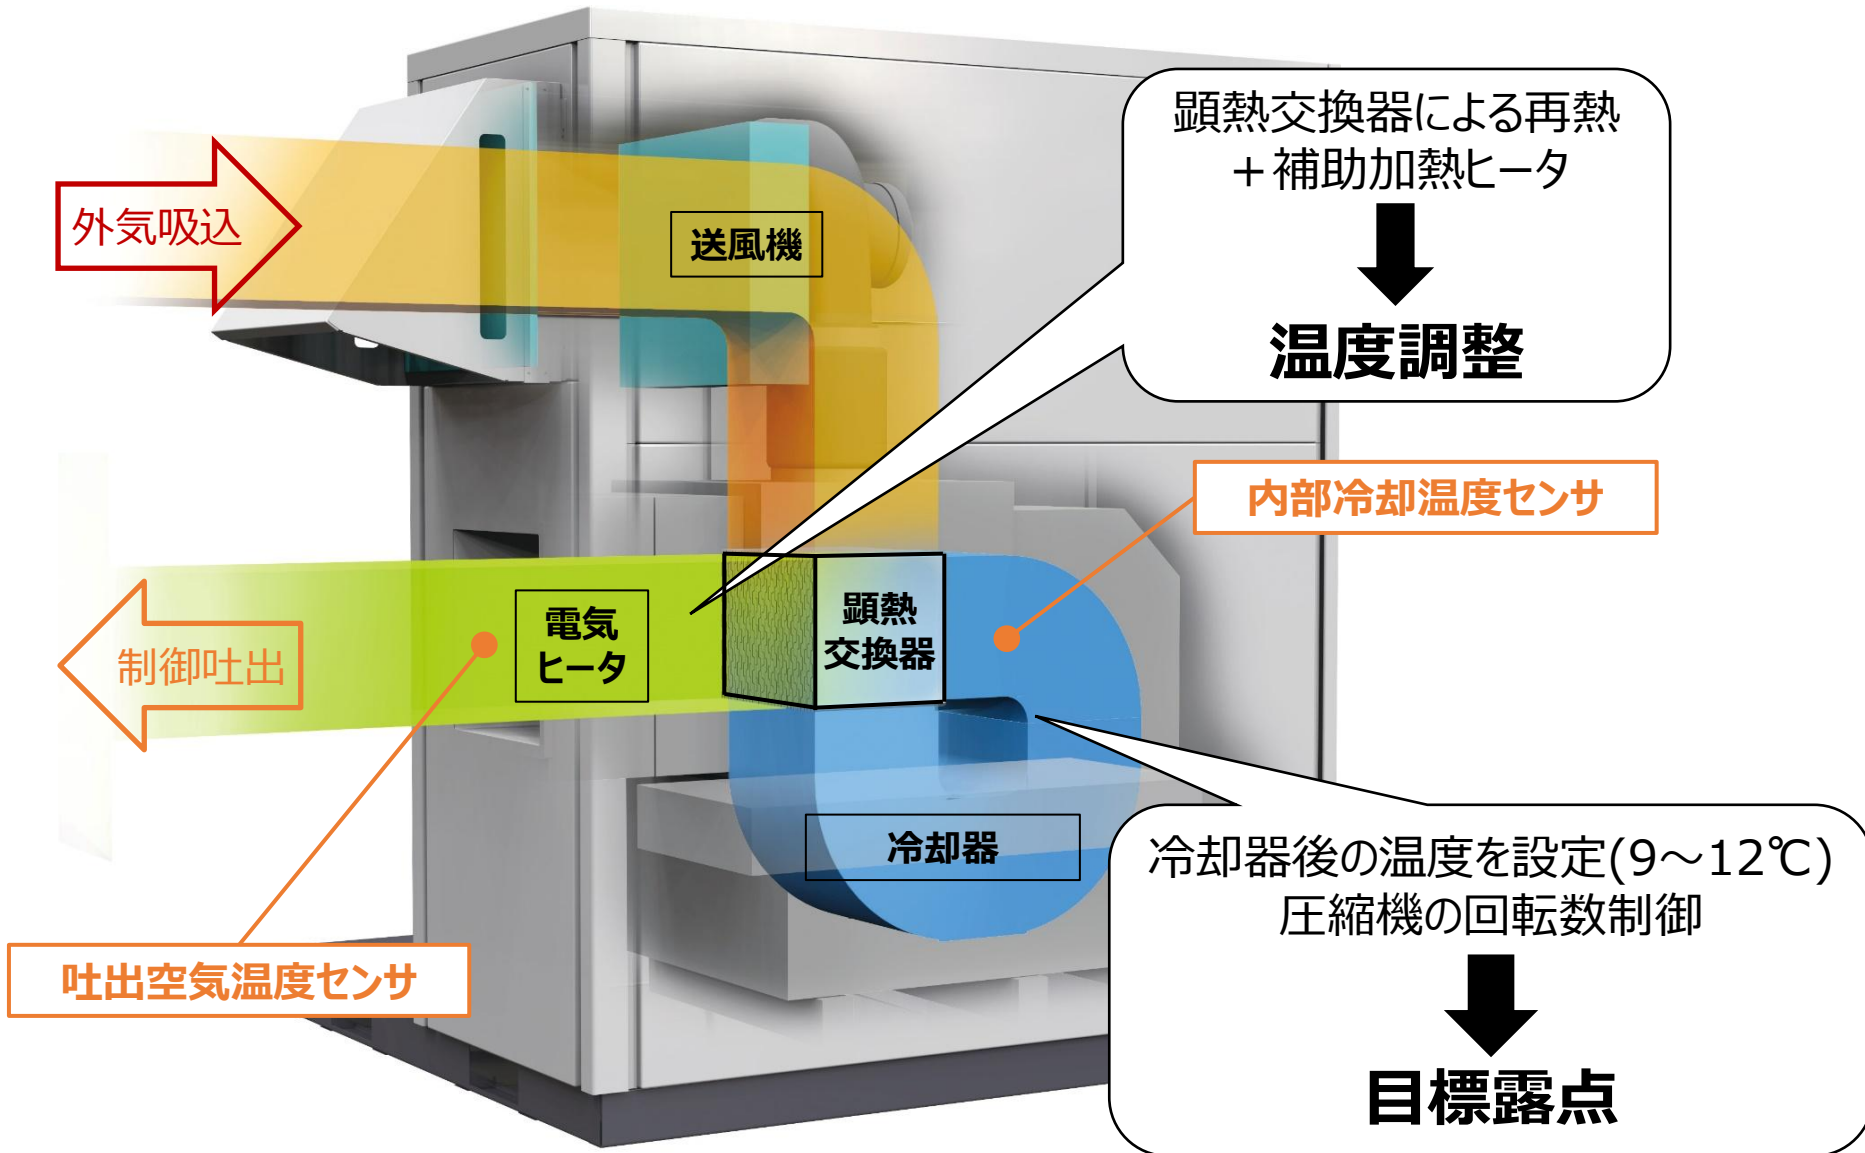 顕熱交換器による再熱
＋補助加熱ヒータ
温度調整
外気吸込
送風機
内部冷却温度センサ
電気
ヒータ
顕熱
交換器
制御吐出
冷却器
冷却器後の温度を設定(9～12℃)
圧縮機の回転数制御
目標露点
吐出空気温度センサ